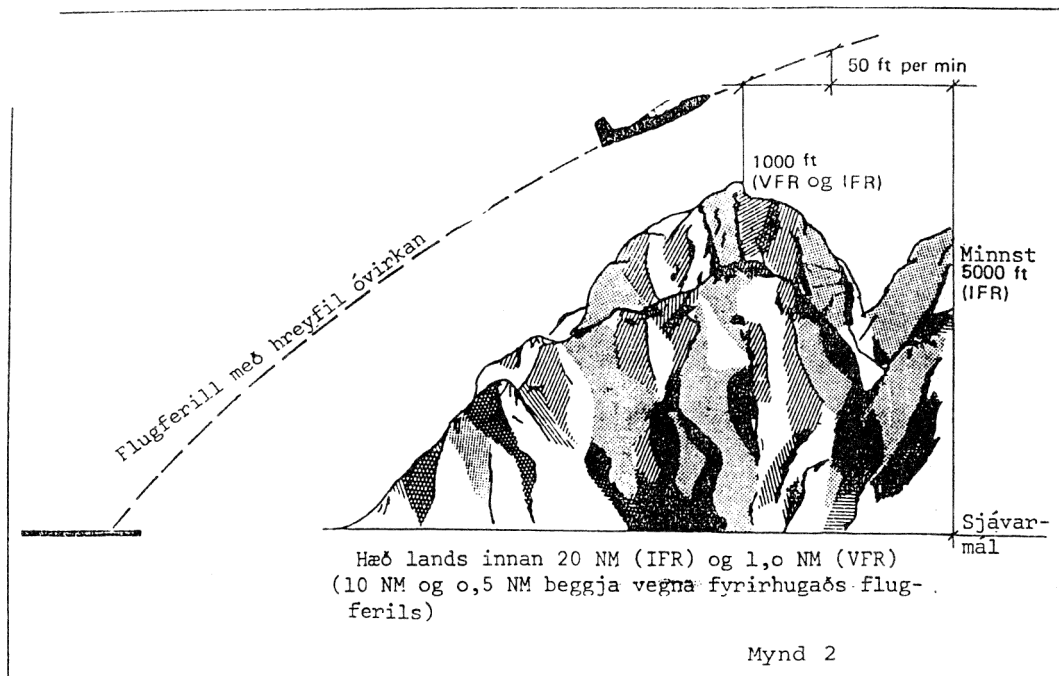 50 ft per min
1000 ft
(VFR og IFR)
Flugferill með hreyfil óvirkan
Minnst
5000 ft
(IFR)
Sjávar-
mál
Hæð lands innan 20 NM (IFR) og 1,o NM (VFR)
(10 NM og o,5 NM beggja vegna fyrirhugaðs flug-
ferils)
Mynd 2